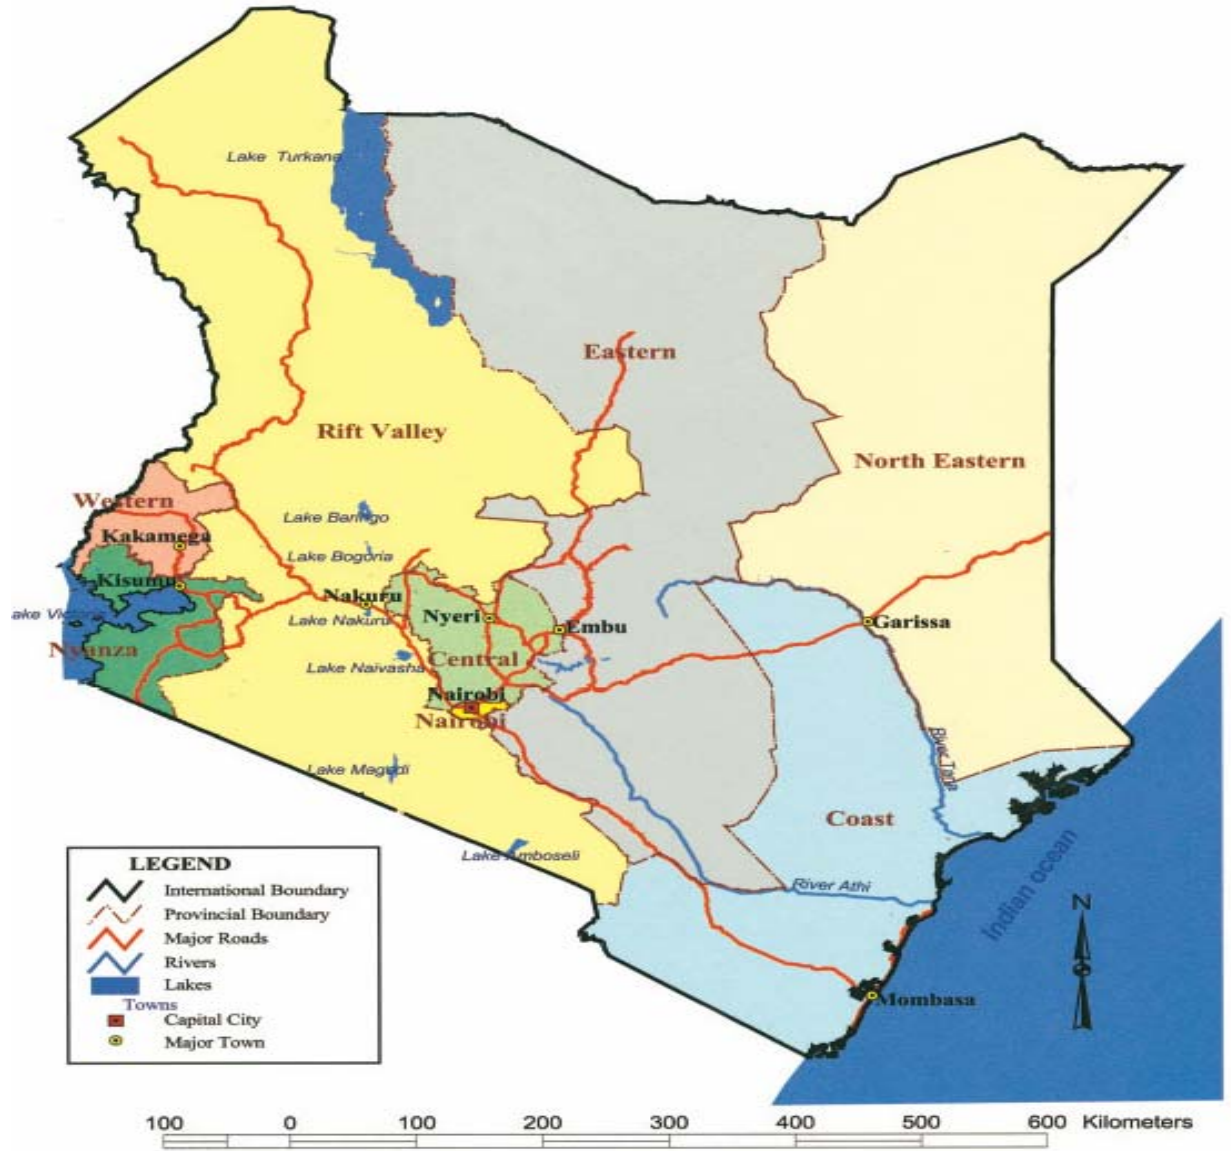 Lake Turkana
Eastern
Rift Valley
North Eastern
Western
Lake Baringo
Kakamega
Lake Bogoria
Kisumu
Nakuru
ake Victoria
Lake Nakuru
Nyeri
Embu
Garissa
Nyanza
Central
Lake Naivasha
Nairobi
Nairobi
River Tana
Lake Magadi
Coast
Lake Amboseli
River Athi
Indian ocean
LEGEND
International Boundary
Provincial Boundary
Major Roads
Rivers
Lakes
Towns
Capital City
Major Town
N
Mombasa
100 0 100 200 300 400 500 600 Kilometers